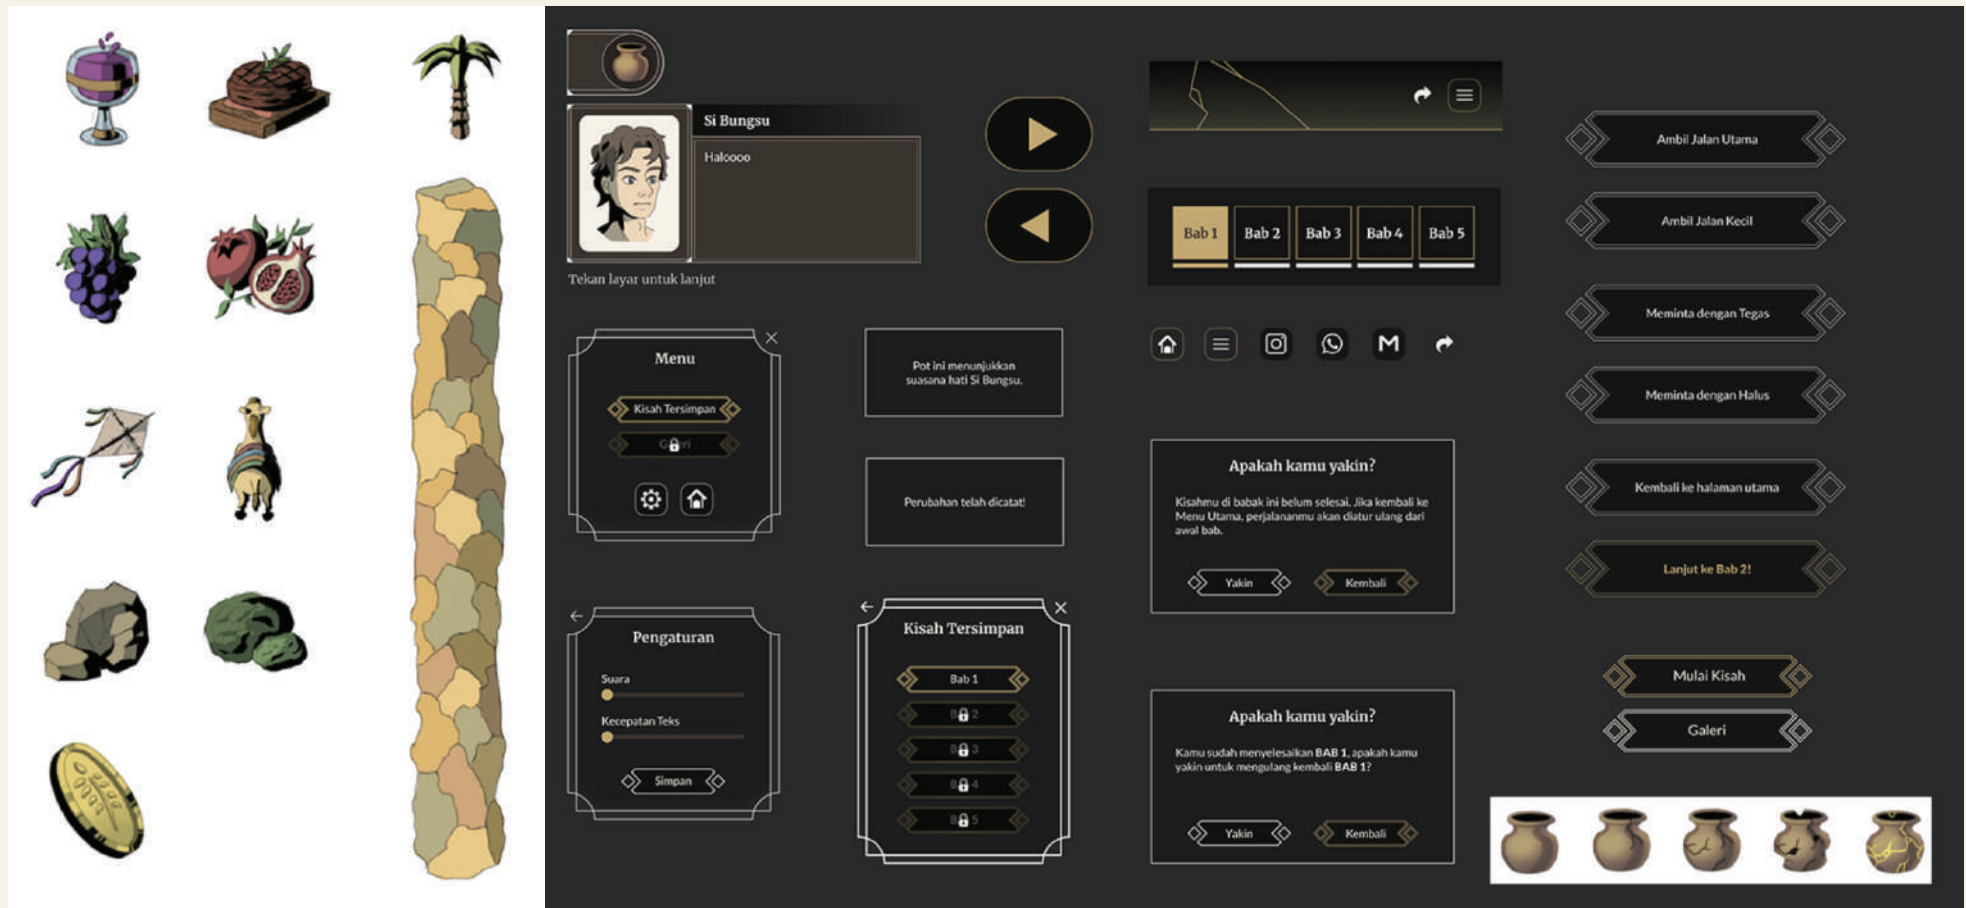 Si Bungsu
Haloooo
Tekan layar untuk lanjut
Menu
Kisah Tersimpan
Pot ini menunjukkan
suasana hati Si Bungsu.
Perubahan telah dicatat!
Pengaturan
Suara
Kecepatan Teks
Simpan
Kisah Tersimpan
Bab 1
2
3
4
5
Bab 1
Bab 2
Bab 3
Bab 4
Bab 5
Apakah kamu yakin?
Kisahmu di babak ini belum selesai. Jika kembali ke
Menu Utama, perjalananmu akan diatur ulang dari
awal bab.
Yakin
Kembali
Apakah kamu yakin?
Kamu sudah menyelesaikan BAB 1, apakah kamu
yakin untuk mengulang kembali BAB 1?
Yakin
Kembali
Ambil Jalan Utama
Ambil Jalan Kecil
Meminta dengan Tegas
Meminta dengan Halus
Kembali ke halaman utama
Lanjut ke Bab 2!
Mulai Kisah
Galeri